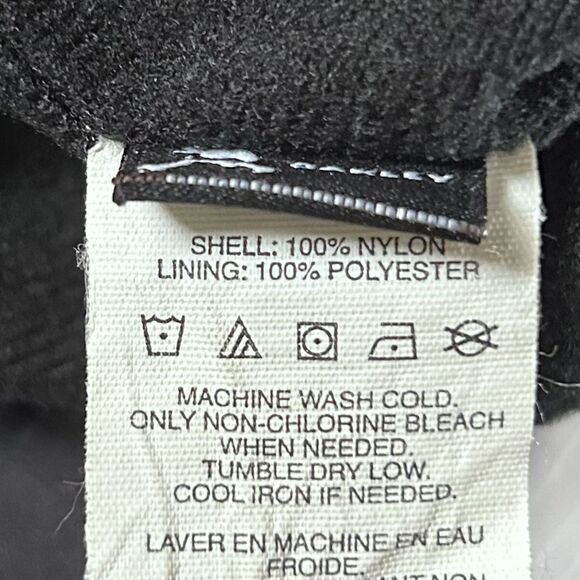 SHELL: 100% NYLON
LINING: 100% POLYESTER
MACHINE WASH COLD.
ONLY NON-CHLORINE BLEACH
WHEN NEEDED.
TUMBLE DRY LOW.
COOL IRON IF NEEDED.
LAVER EN MACHINE EN EAU
FROIDE.
NON